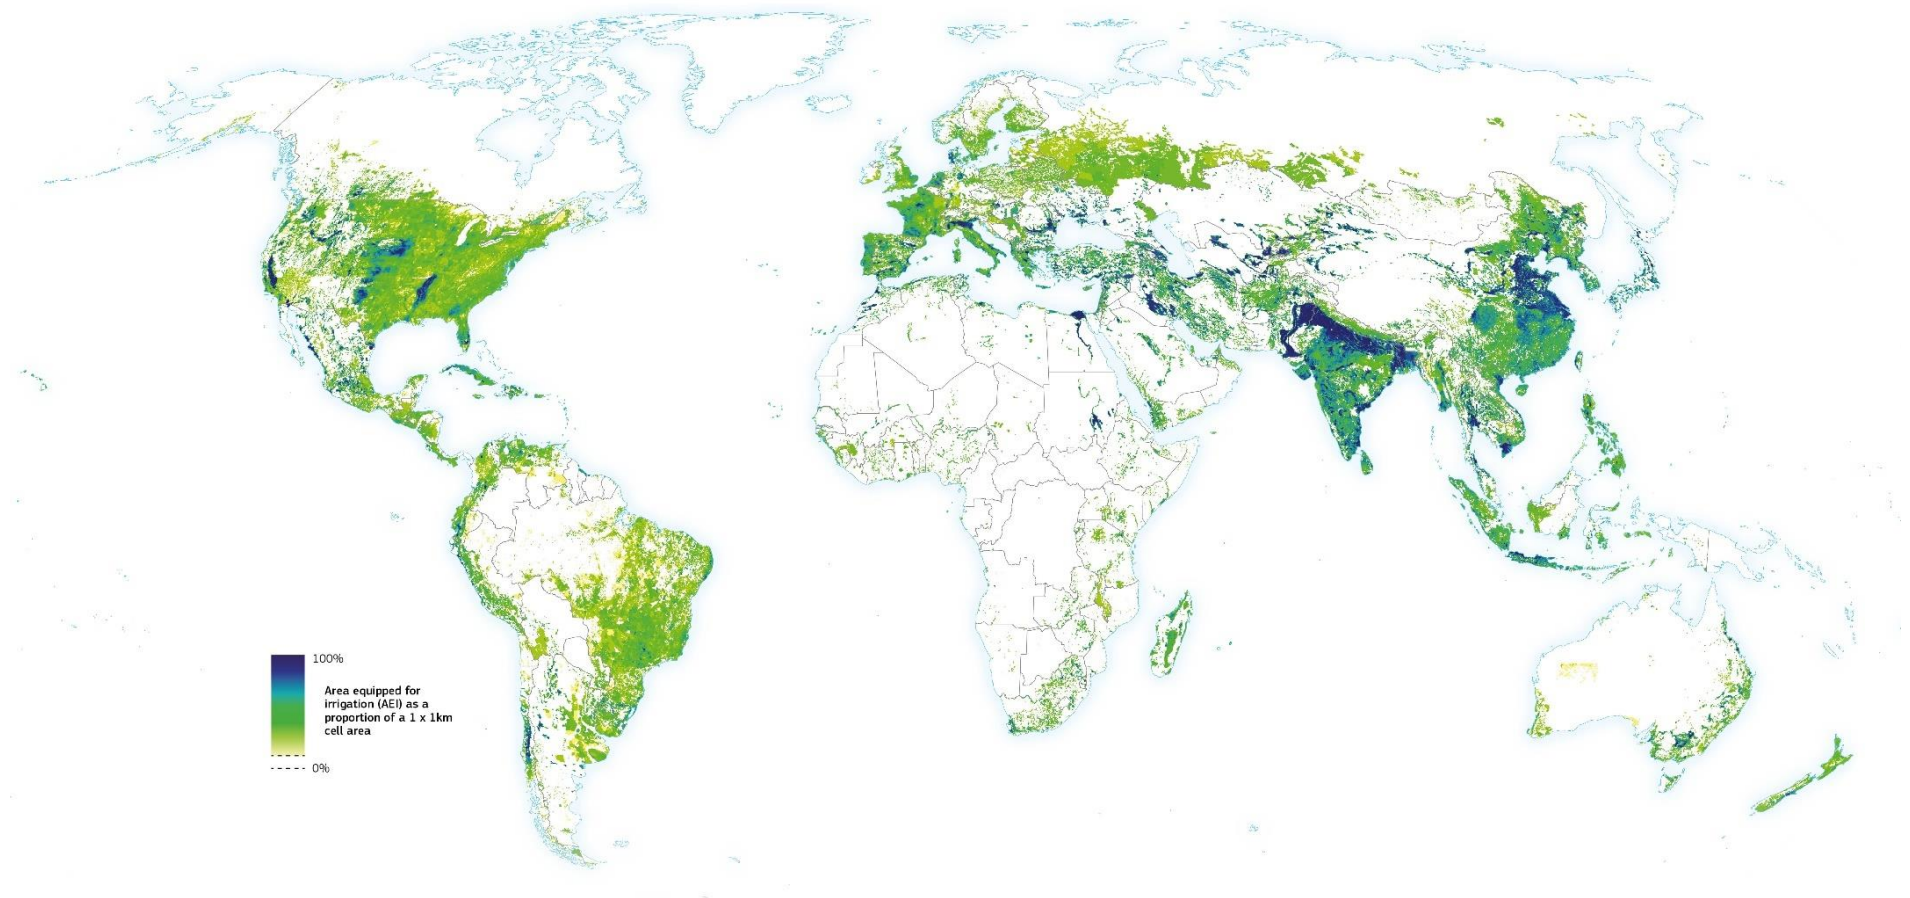 100%
Area equipped for
irrigation (AEI) as a
proportion of a 1 x 1km
cell area
0%